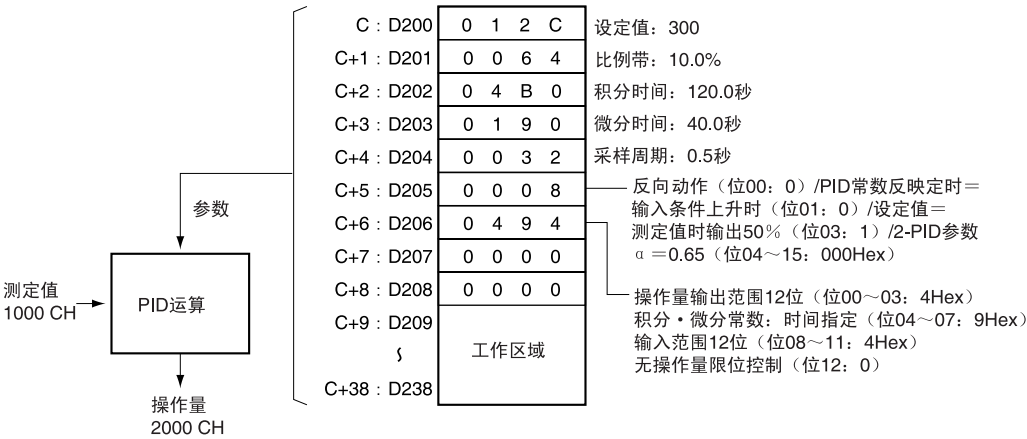 C：D200 0 1 2 C 设定值：300
C+1：D201 0 0 6 4 比例带：10.0%
C+2：D202 0 4 B 0 积分时间：120.0秒
C+3：D203 0 1 9 0 微分时间：40.0秒
C+4：D204 0 0 3 2 采样周期：0.5秒
C+5：D205 0 0 0 8
反向动作（位00：0）/PID常数反映定时＝
输入条件上升时（位01：0）/设定值＝
测定值时输出50％（位03：1）/2-PID参数
α＝0.65（位04～15：000Hex）
C+6：D206 0 4 9 4
C+7：D207 0 0 0 0
C+8：D208 0 0 0 0
操作量输出范围12位（位00～03：4Hex）
积分・微分常数：时间指定（位04～07：9Hex）
输入范围12位（位08～11：4Hex）
无操作量限位控制（位12：0）
C+9：D209
∽
C+38：D238
工作区域
参数
测定值
1000 CH
PID运算
操作量
2000 CH